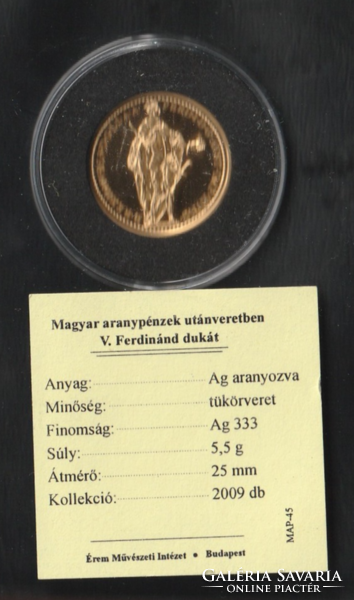 Magyar aranypénzek utánveretben
V. Ferdinánd dukát
Anyag: Ag aranyozva
Minőség: tükörveret
Finomság: Ag 333
Súly: 5,5 g
Átmérő: 25 mm
Kollekció: 2009 db
MAP-45
Érem Művészeti Intézet • Budapest
GALÉRIA SAVARIA
ONLINE PIACTÉR